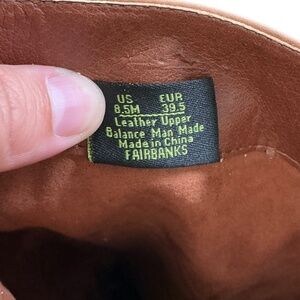 US EUR
8.5M 39.5
Leather Upper
Balance Man Made
Made in China
FAIRBANKS